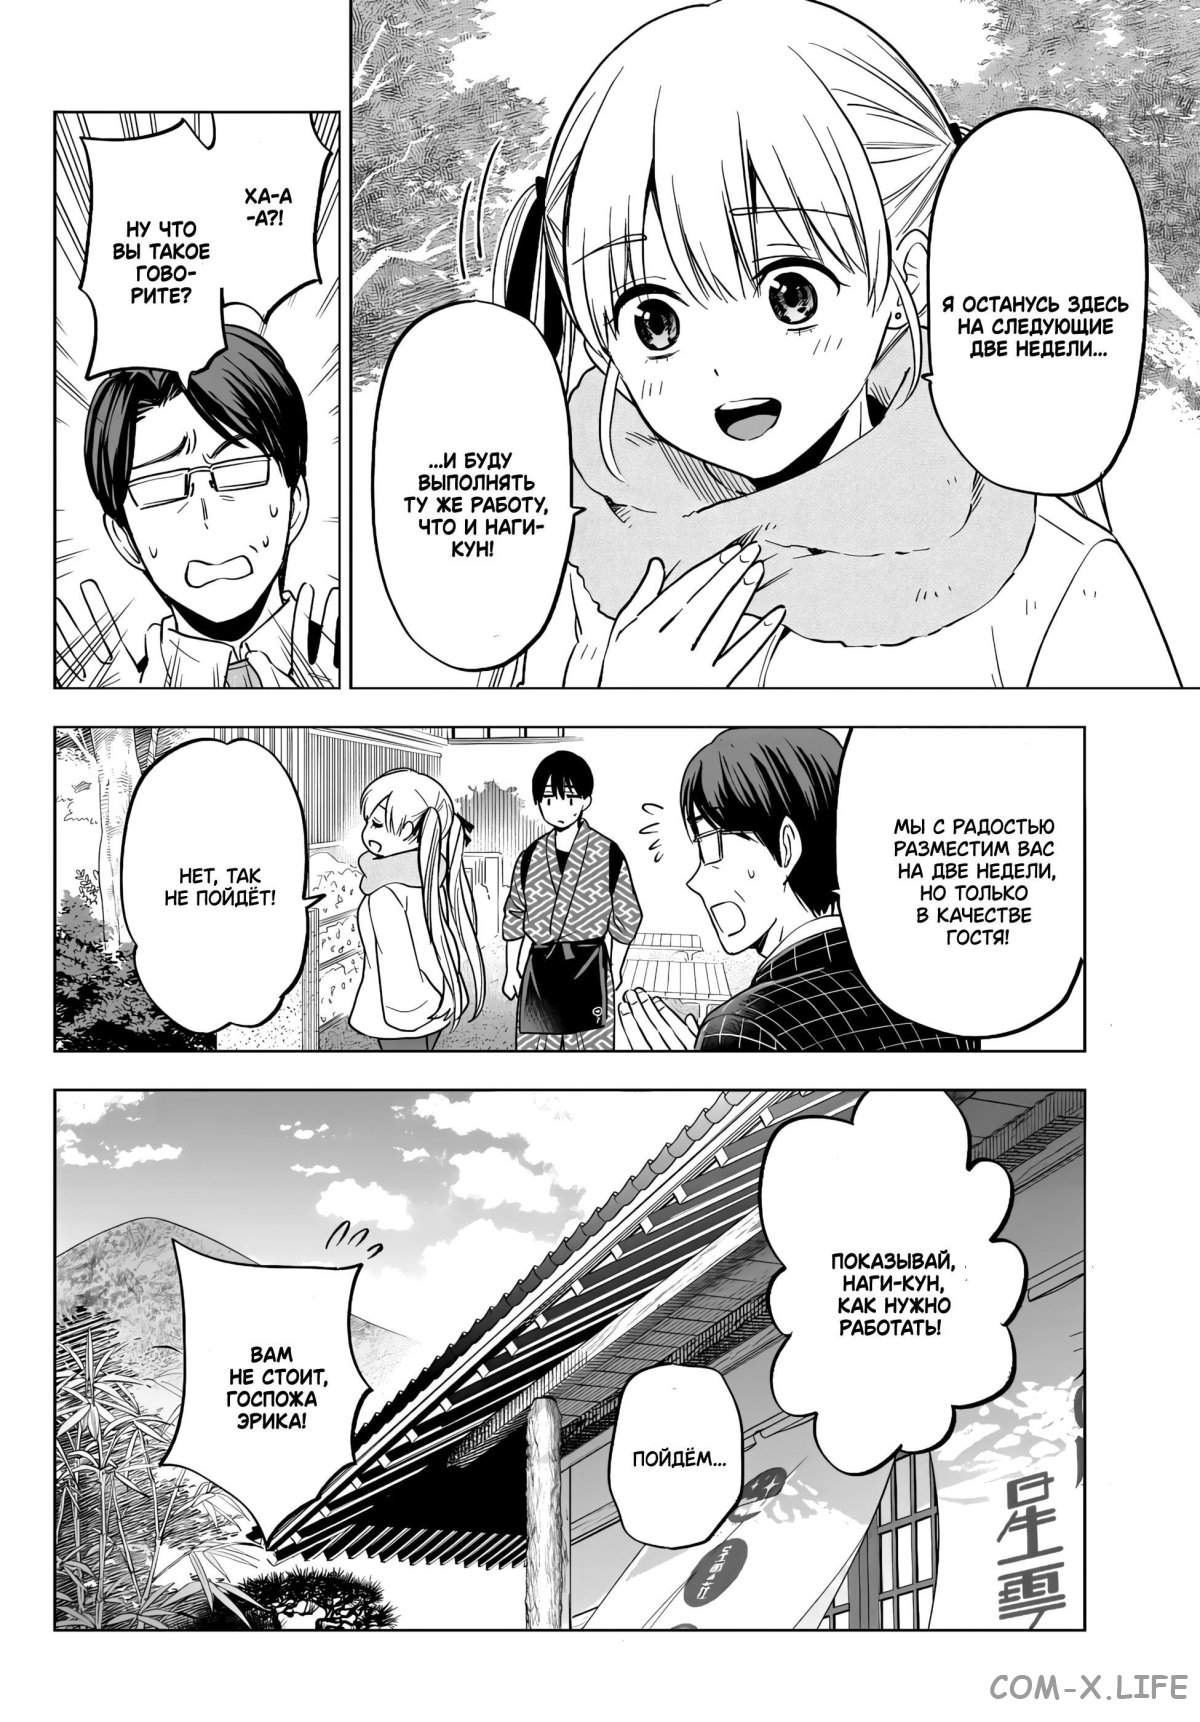 Я ОСТАНУСЬ ЗДЕСЬ
НА СЛЕДУЮЩИЕ
ДВЕ НЕДЕЛИ...
...И БУДУ
ВЫПОЛНЯТЬ
ТУ ЖЕ РАБОТУ,
ЧТО И НАГИ-
КУН!
ХА-А
-А?!
НУ ЧТО
ВЫ ТАКОЕ
ГОВО-
РИТЕ?
МЫ С РАДОСТЬЮ
РАЗМЕСТИМ ВАС
НА ДВЕ НЕДЕЛИ,
НО ТОЛЬКО
В КАЧЕСТВЕ
ГОСТЯ!
НЕТ, ТАК
НЕ ПОЙДЁТ!
ПОКАЗЫВАЙ,
НАГИ-КУН,
КАК НУЖНО
РАБОТАТЬ!
ВАМ
НЕ СТОИТ,
ГОСПОЖА
ЭРИКА!
ПОЙДЁМ...
星雲
COM-X.LIFE